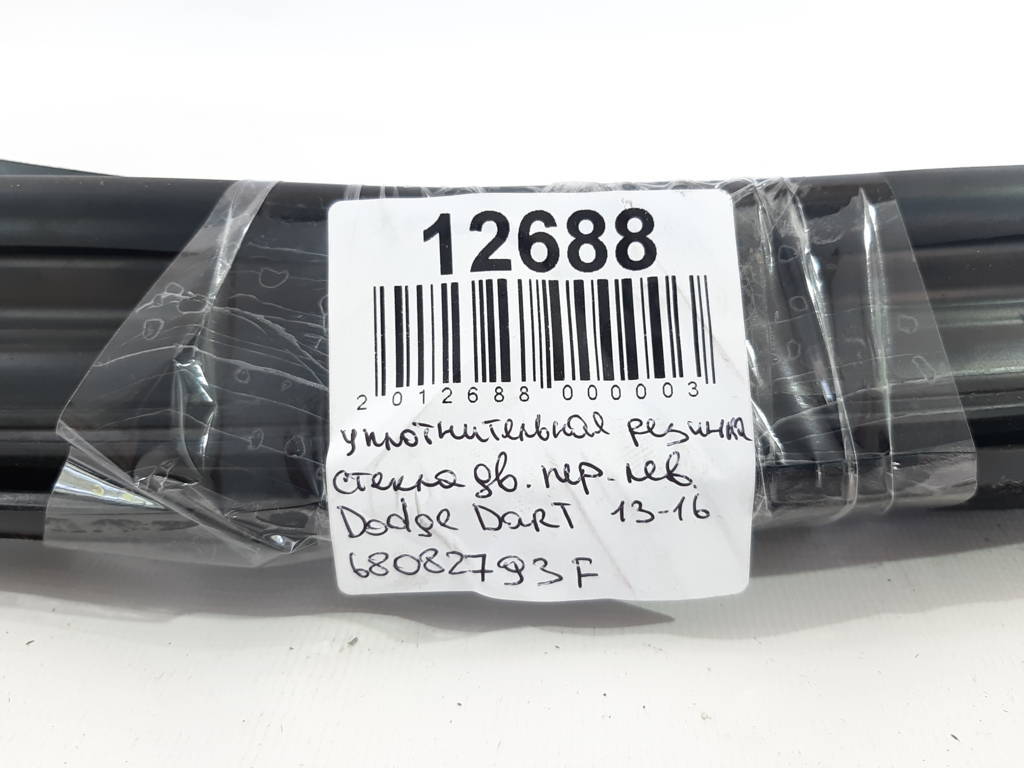 12688
2 012688 000003
уплотнительная резинка
стекла дв. пер. лев.
Dodge Dart 13-16
68082793F